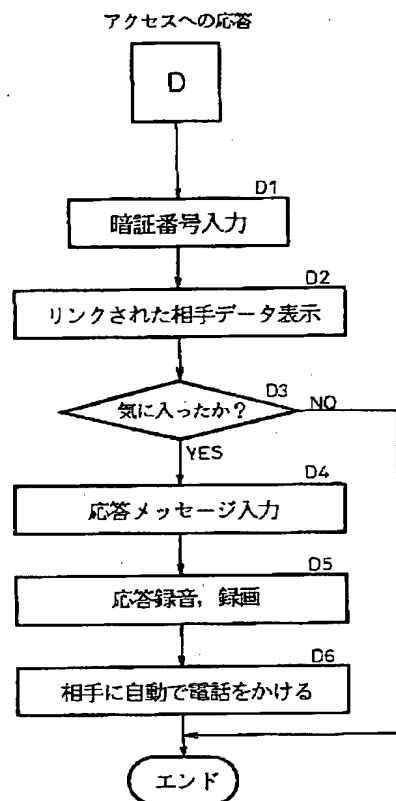 アクセスへの応答
D
D1
暗証番号入力
D2
リンクされた相手データ表示
D3
気に入ったか?
NO
YES
D4
応答メッセージ入力
D5
応答録音,録画
D6
相手に自動で電話をかける
エンド